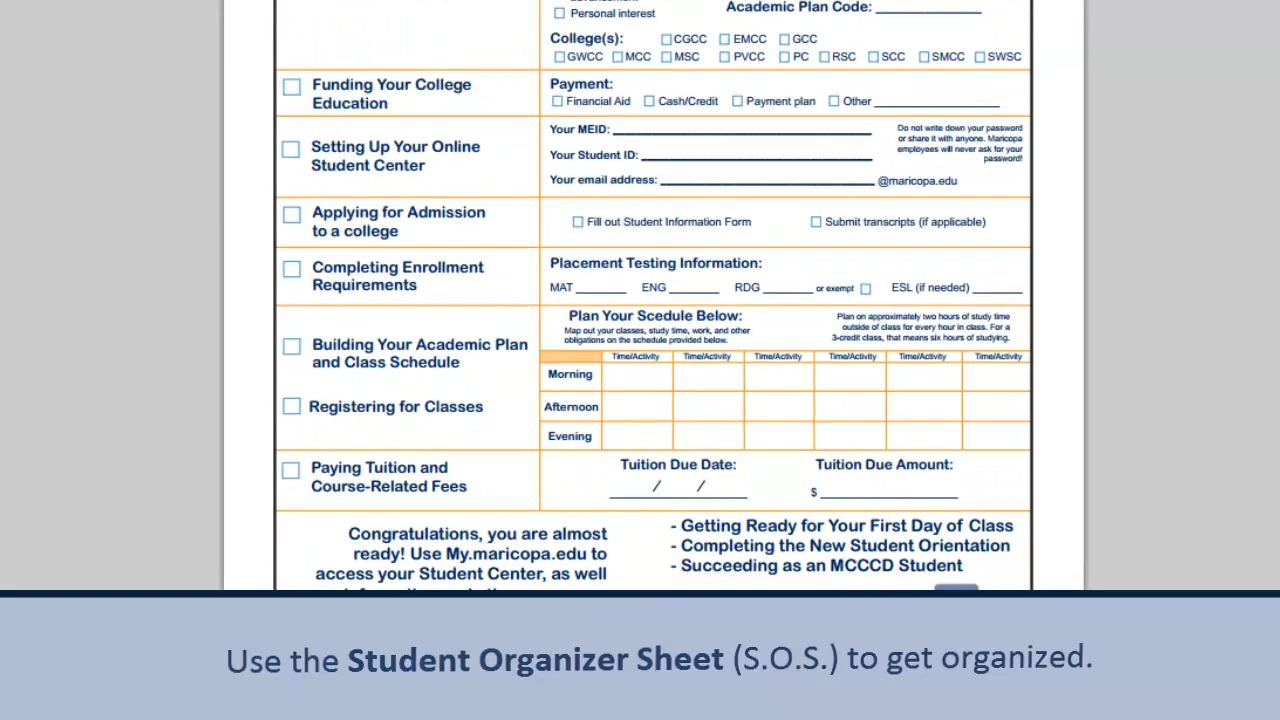 Personal interest
Academic Plan Code: ____________
College(s): CGCC EMCC GCC
GWCC MCC MSC PVCC PC RSC SCC SMCC SWSC
Funding Your College
Education
Payment:
Financial Aid Cash/Credit Payment plan Other ____________
Setting Up Your Online
Student Center
Your MEID: ____________
Your Student ID: ____________
Your email address: ____________ @maricopa.edu
Do not write down your password
or share it with anyone. Maricopa
employees will never ask for your
password!
Applying for Admission
to a college
Fill out Student Information Form Submit transcripts (if applicable)
Completing Enrollment
Requirements
Placement Testing Information:
MAT ______ ENG ______ RDG ______ or exempt ESL (if needed) ______
Building Your Academic Plan
and Class Schedule
Registering for Classes
Plan Your Scedule Below:
Map out your classes, study time, work, and other
obligations on the schedule provided below.
Plan on approximately two hours of study time
outside of class for every hour in class. For a
3-credit class, that means six hours of studying.
Time/Activity Time/Activity Time/Activity Time/Activity Time/Activity Time/Activity
Morning
Afternoon
Evening
Paying Tuition and
Course-Related Fees
Tuition Due Date: Tuition Due Amount:
____/____/____ $ ____________
Congratulations, you are almost
ready! Use My.maricopa.edu to
access your Student Center, as well
- Getting Ready for Your First Day of Class
- Completing the New Student Orientation
- Succeeding as an MCCCD Student
Use the Student Organizer Sheet (S.O.S.) to get organized.